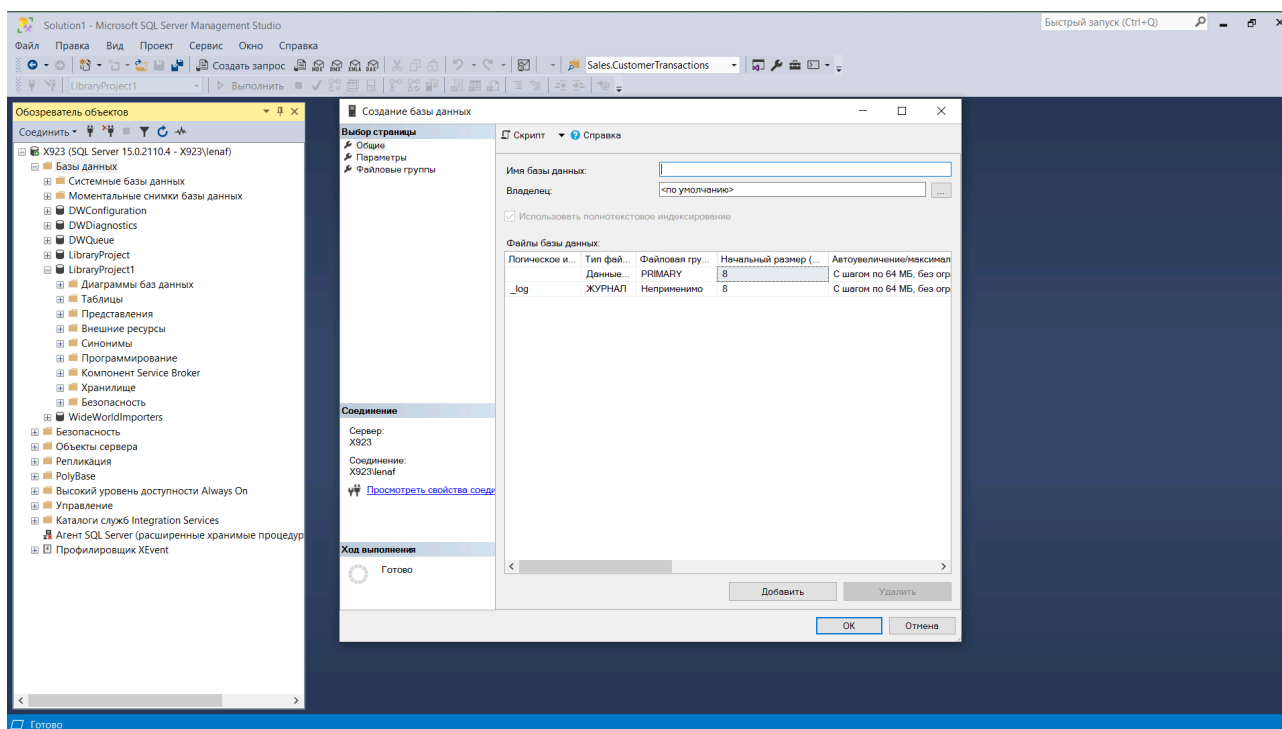 Solution1 - Microsoft SQL Server Management Studio
Быстрый запуск (Ctrl+Q)
Файл Правка Вид Проект Сервис Окно Справка
Создать запрос
MDX DMX XMLA DAX
Sales.CustomerTransactions
LibraryProject1
Выполнить
Обозреватель объектов
Соединить
X923 (SQL Server 15.0.2110.4 - X923\lenaf)
Базы данных
Системные базы данных
Моментальные снимки базы данных
DWConfiguration
DWDiagnostics
DWQueue
LibraryProject
LibraryProject1
Диаграммы баз данных
Таблицы
Представления
Внешние ресурсы
Синонимы
Программирование
Компонент Service Broker
Хранилище
Безопасность
WideWorldImporters
Безопасность
Объекты сервера
Репликация
PolyBase
Высокий уровень доступности Always On
Управление
Каталоги служб Integration Services
Агент SQL Server (расширенные хранимые процедур
Профилировщик XEvent
Создание базы данных
Выбор страницы
Общие
Параметры
Файловые группы
Скрипт Справка
Имя базы данных:
Владелец: <по умолчанию> ...
Использовать полнотекстовое индексирование
Файлы базы данных:
Логическое и... Тип фай... Файловая гру... Начальный размер (... Автоувеличение/максимал
Данные... PRIMARY 8 С шагом по 64 МБ, без огр
_log ЖУРНАЛ Неприменимо 8 С шагом по 64 МБ, без огр
Соединение
Сервер:
X923
Соединение:
X923\lenaf
Просмотреть свойства соеди
Ход выполнения
Готово
Добавить Удалить
OK Отмена
Готово